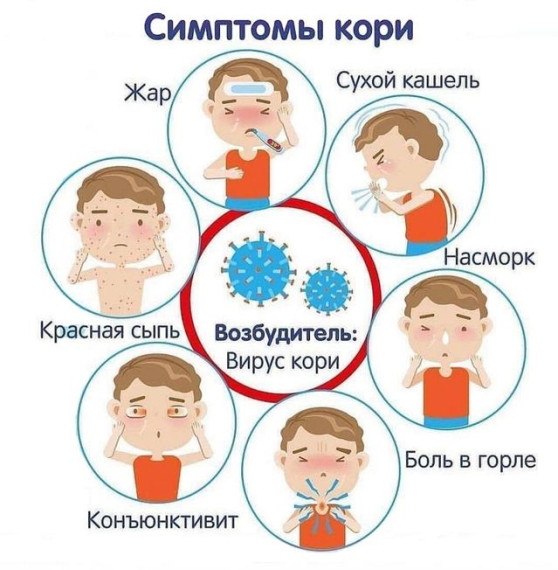 Симптомы кори
Жар
Сухой кашель
Насморк
Красная сыпь
Возбудитель:
Вирус кори
Боль в горле
Конъюнктивит